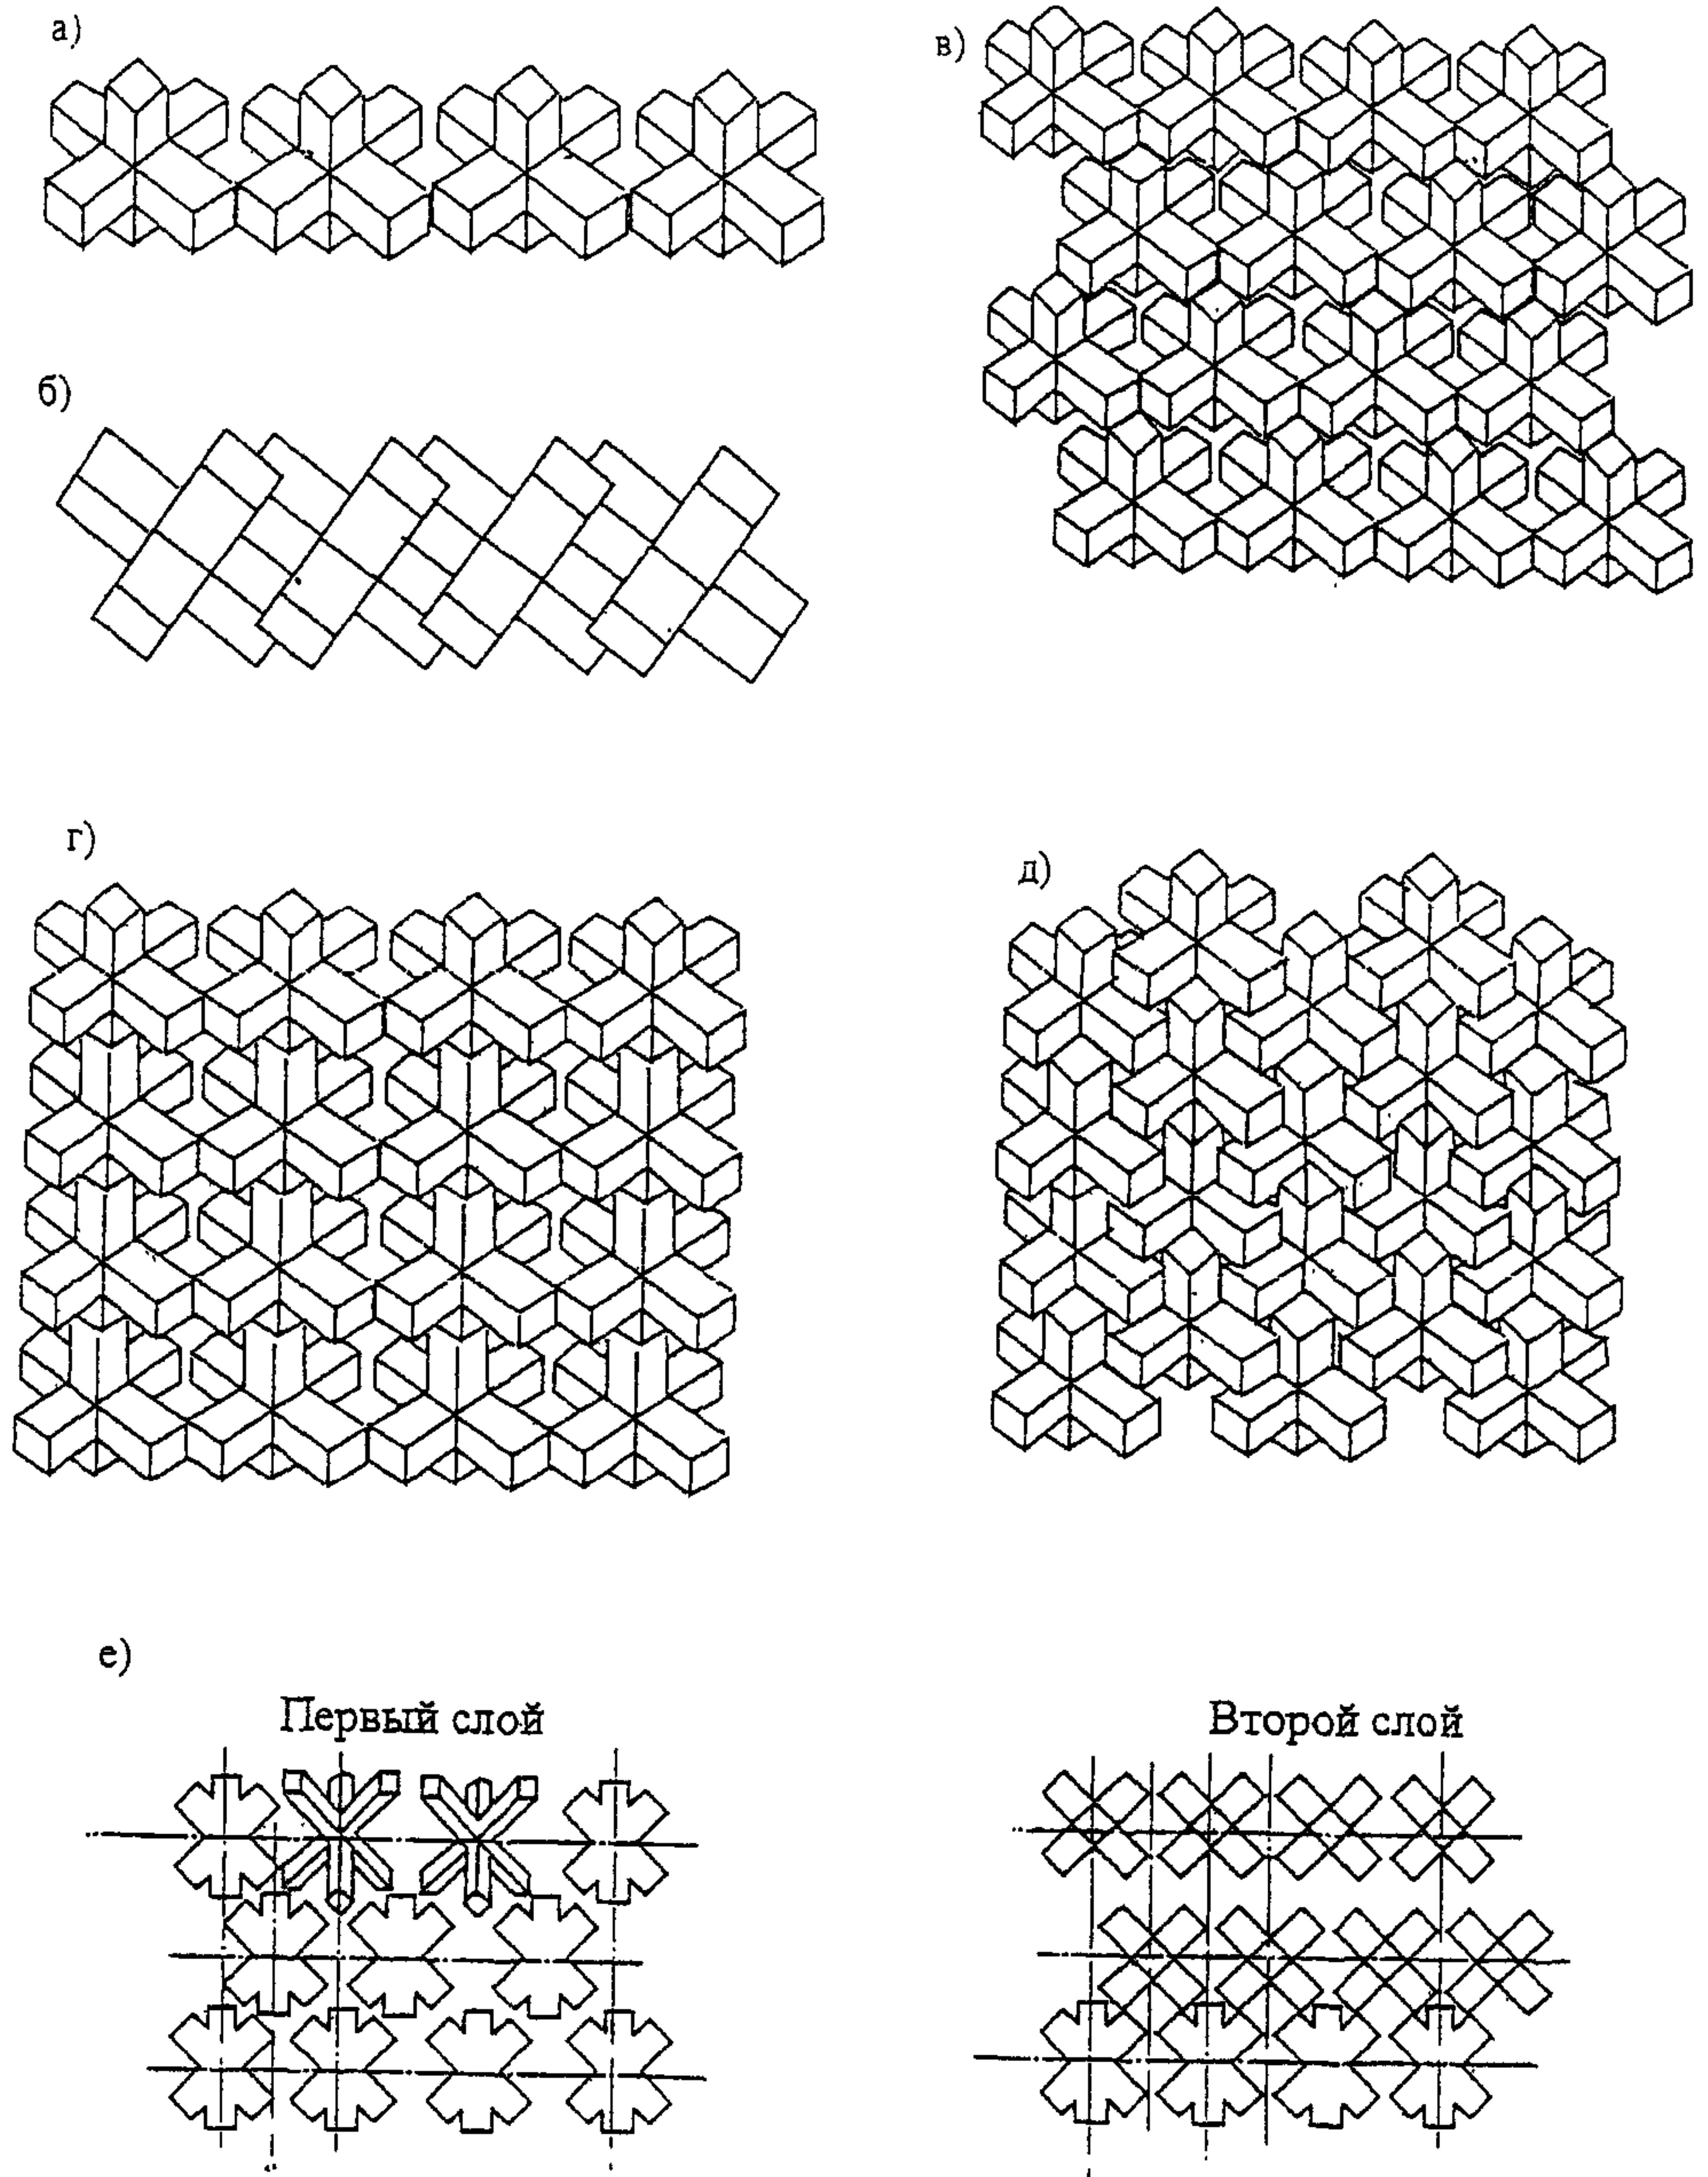 а)
в)
б)
г)
д)
е)
Первый слой
Второй слой